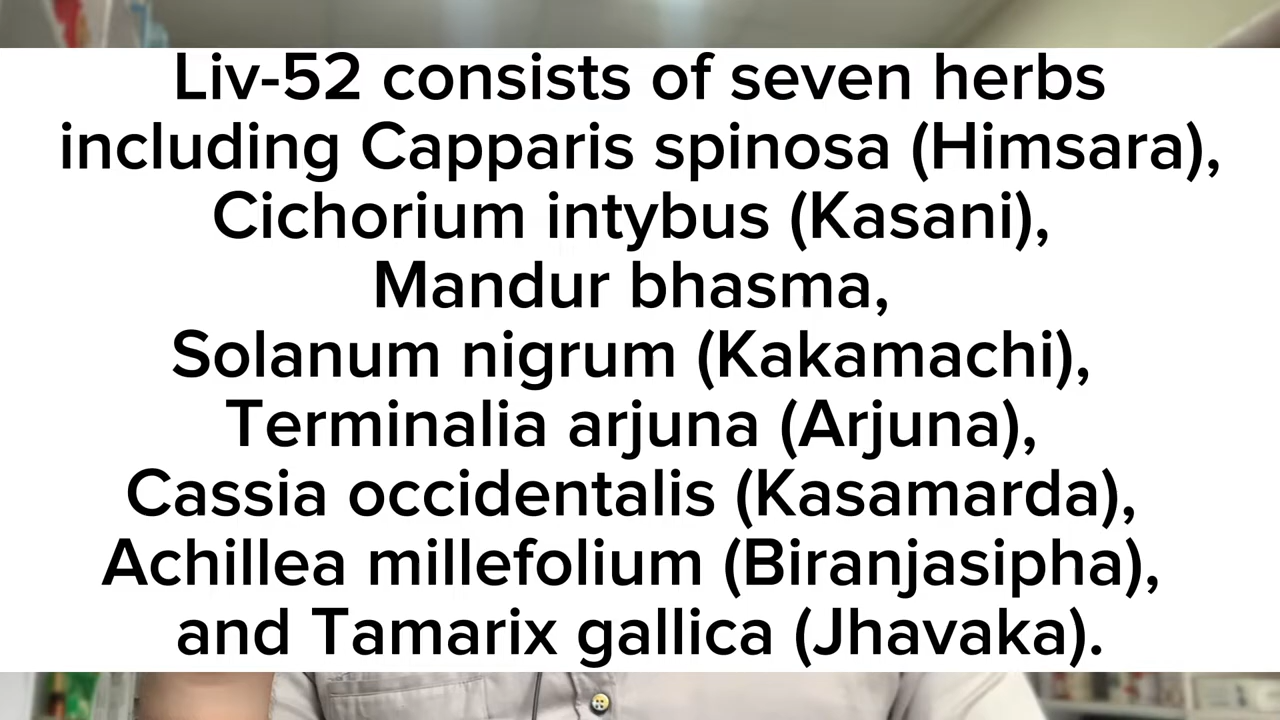 Liv-52 consists of seven herbs
including Capparis spinosa (Himsara),
Cichorium intybus (Kasani),
Mandur bhasma,
Solanum nigrum (Kakamachi),
Terminalia arjuna (Arjuna),
Cassia occidentalis (Kasamarda),
Achillea millefolium (Biranjasipha),
and Tamarix gallica (Jhavaka).